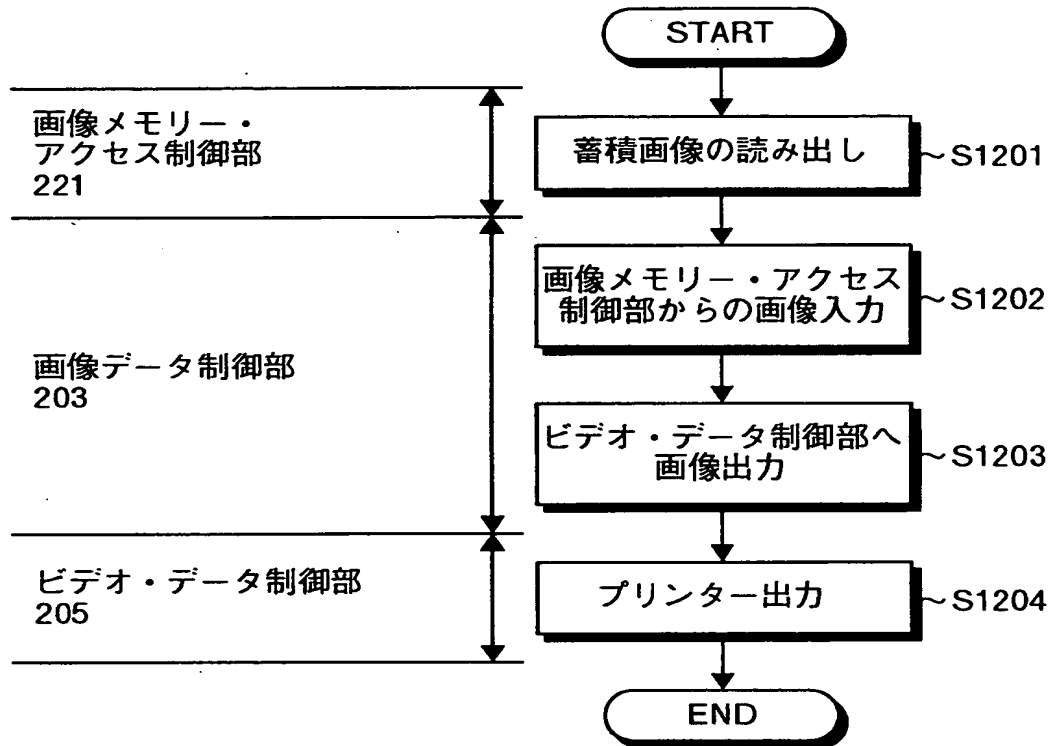 START
画像メモリー・
アクセス制御部
221
蓄積画像の読み出し
~S1201
画像メモリー・アクセス
制御部からの画像入力
~S1202
画像データ制御部
203
ビデオ・データ制御部へ
画像出力
~S1203
ビデオ・データ制御部
205
プリンター出力
~S1204
END